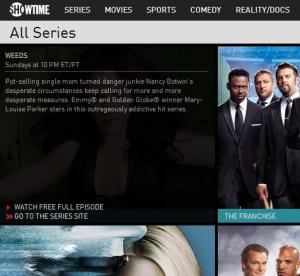 SHOWTIME SERIES MOVIES SPORTS COMEDY REALITY/DOCS
All Series
WEEDS
Sundays at 10 PM ET/PT
Pot-selling single mom turned danger junkie Nancy Botwin's
desperate circumstances keep calling for more and more
desperate measures. Emmy® and Golden Globe® winner Mary-
Louise Parker stars in this outrageously addictive hit series.
WATCH FREE FULL EPISODE
GO TO THE SERIES SITE
THE FRANCHISE